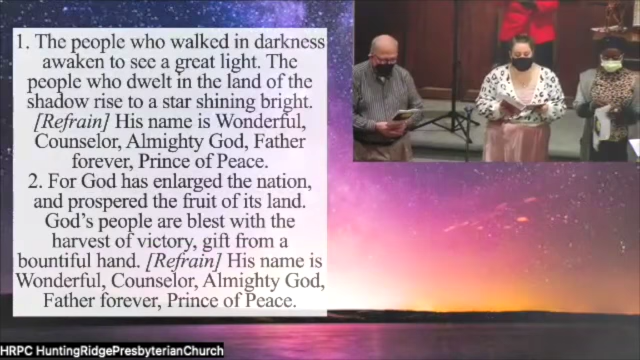 1. The people who walked in darkness
awaken to see a great light. The
people who dwelt in the land of the
shadow rise to a star shining bright.
[Refrain] His name is Wonderful,
Counselor, Almighty God, Father
forever, Prince of Peace.
2. For God has enlarged the nation,
and prospered the fruit of its land.
God's people are blest with the
harvest of victory, gift from a
bountiful hand. [Refrain] His name is
Wonderful, Counselor, Almighty God,
Father forever, Prince of Peace.
HRPC HuntingRidgePresbyterianChurch